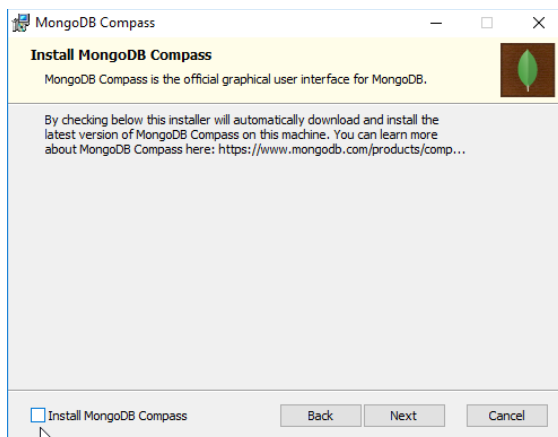 MongoDB Compass
Install MongoDB Compass
MongoDB Compass is the official graphical user interface for MongoDB.
By checking below this installer will automatically download and install the
latest version of MongoDB Compass on this machine. You can learn more
about MongoDB Compass here: https://www.mongodb.com/products/comp...
Install MongoDB Compass
Back
Next
Cancel